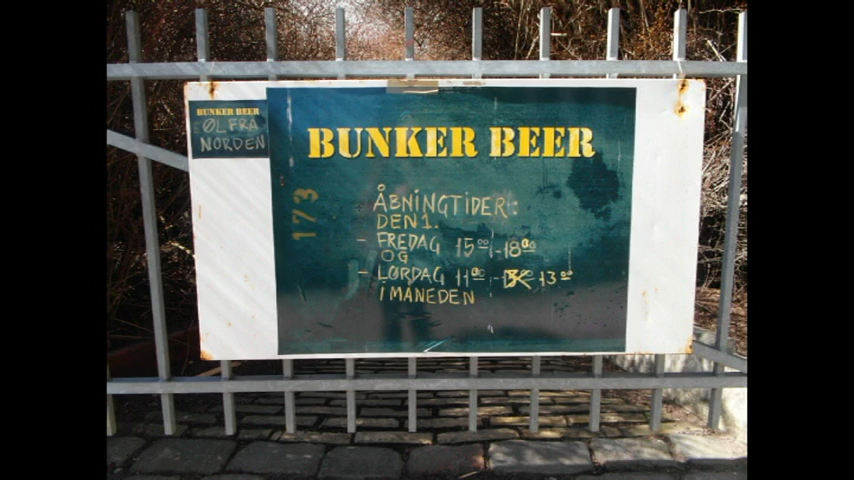 BUNKER BEER
ØL FRA
NORDEN
BUNKER BEER
173
ÅBNINGTIDER:
DEN 1.
- FREDAG 15⁰⁰ - 18⁰⁰
OG
- LØRDAG 11⁰⁰ - 13⁰⁰
I MÅNEDEN